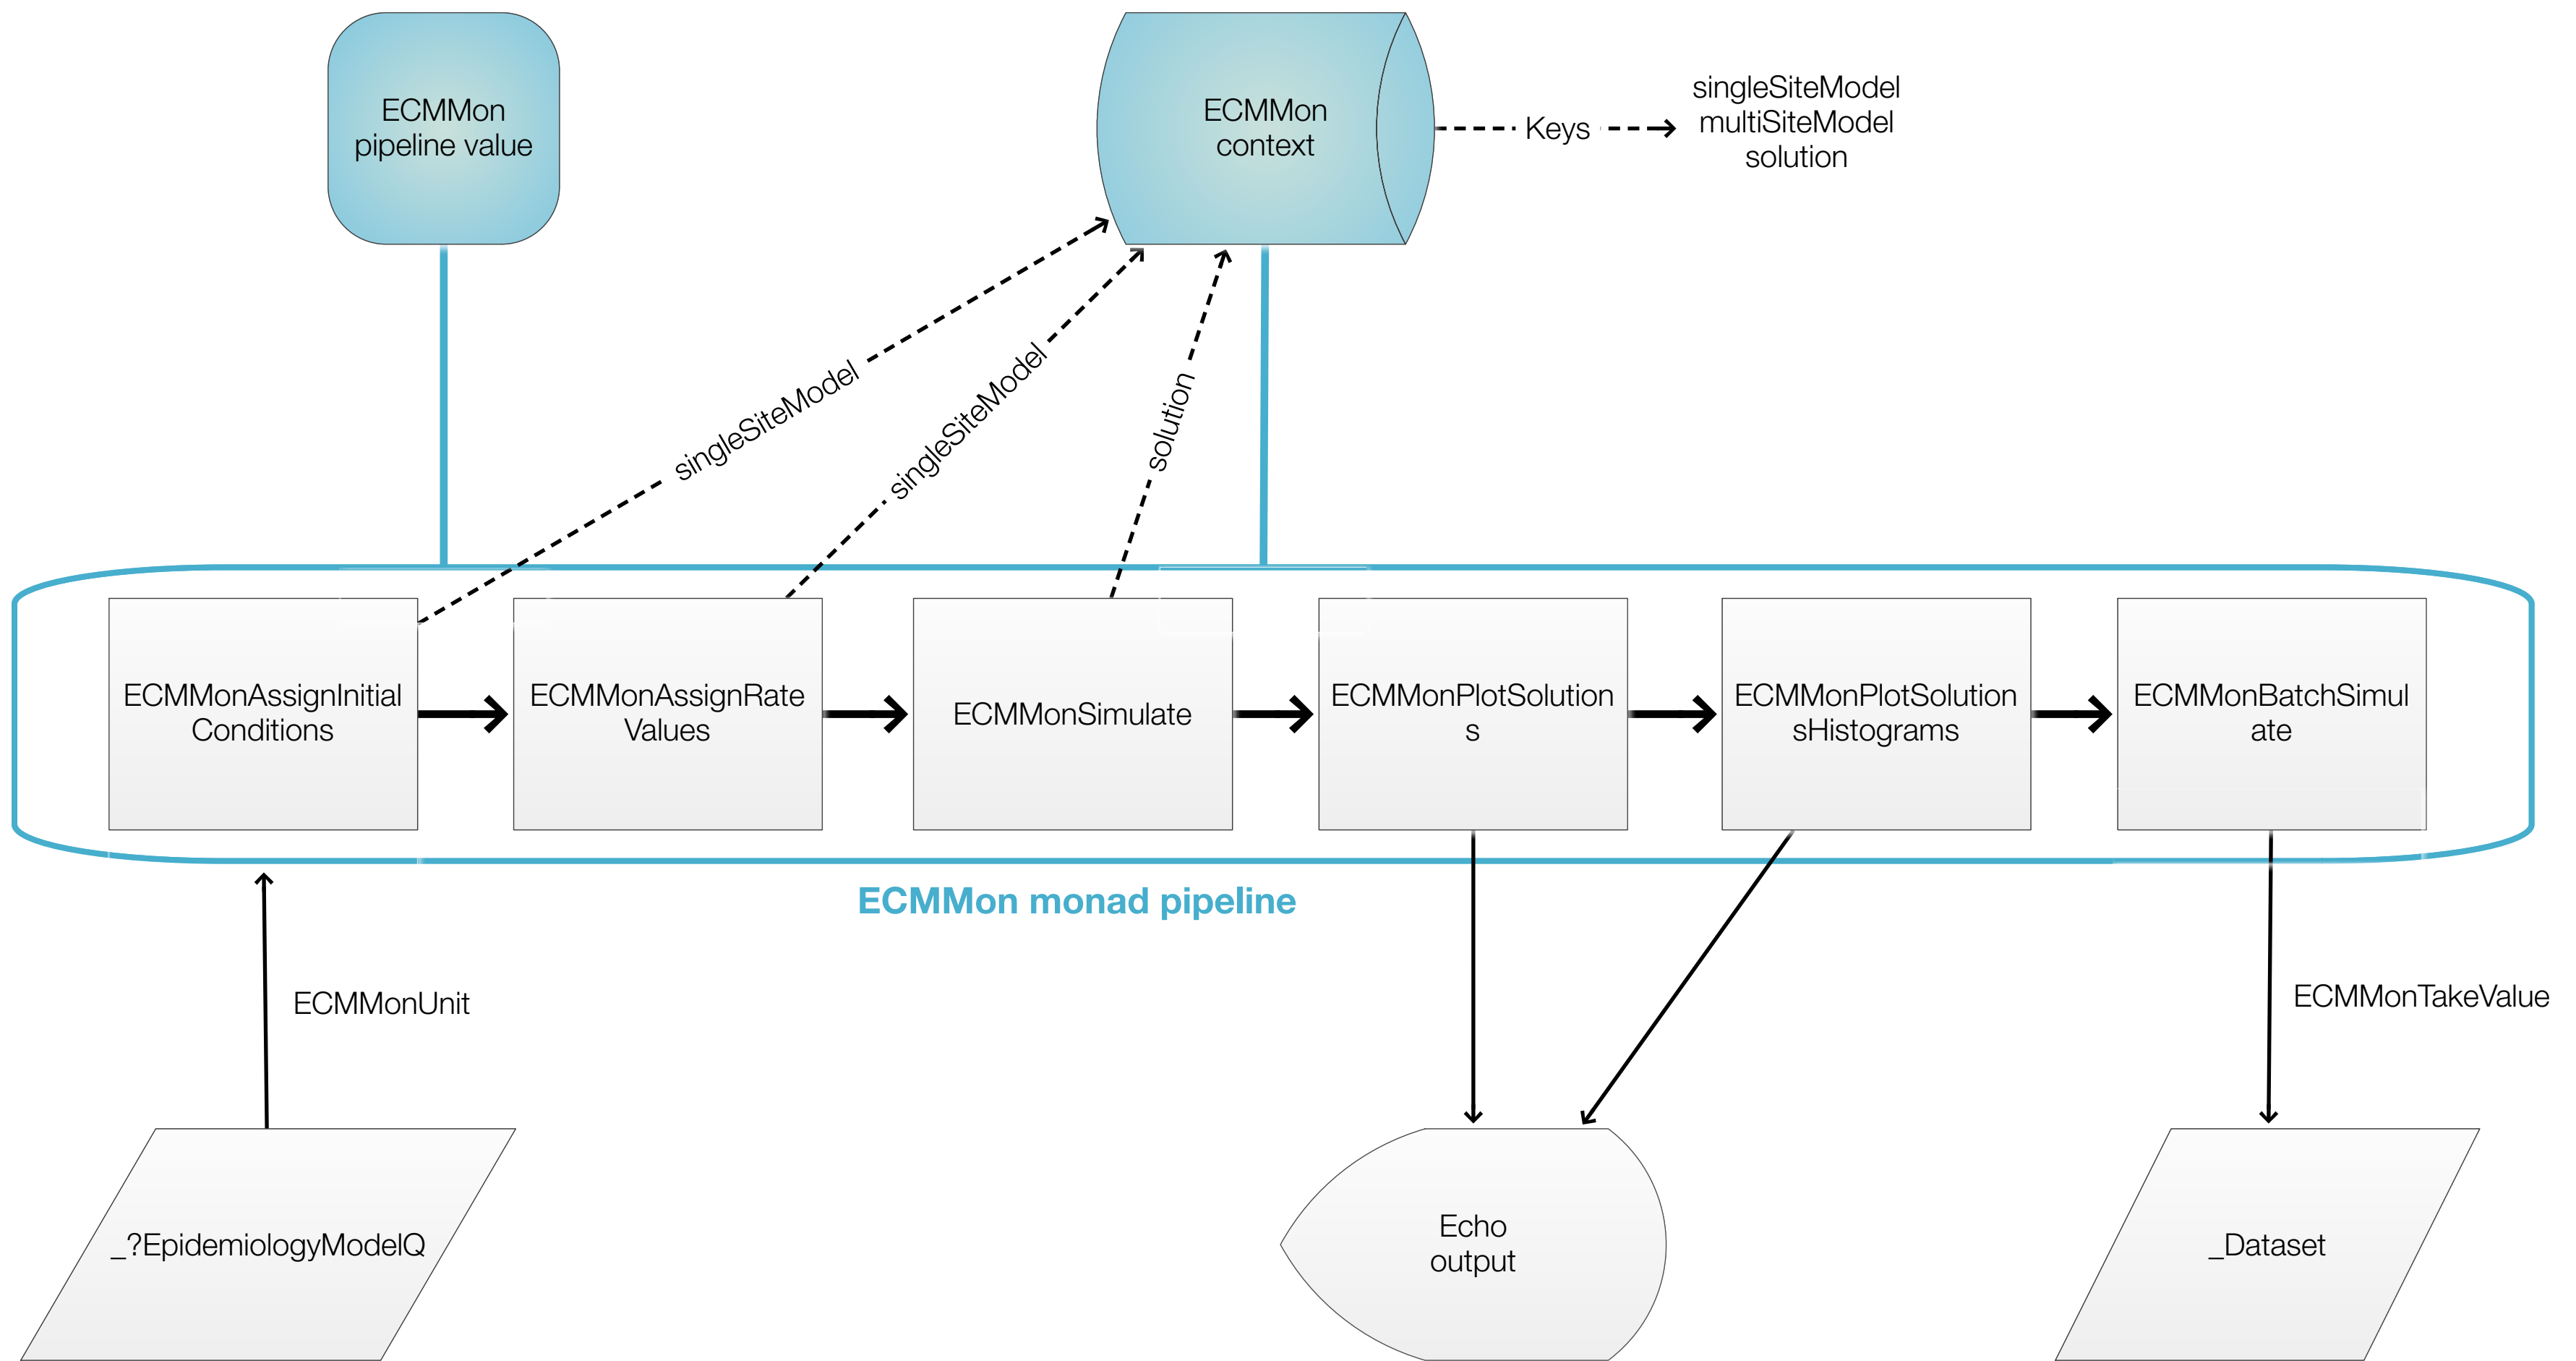 ECMMon
pipeline value
ECMMon
context
Keys
singleSiteModel
multiSiteModel
solution
singleSiteModel
singleSiteModel
solution
ECMMonAssignInitial
Conditions
ECMMonAssignRate
Values
ECMMonSimulate
ECMMonPlotSolution
s
ECMMonPlotSolution
sHistograms
ECMMonBatchSimul
ate
ECMMon monad pipeline
ECMMonUnit
ECMMonTakeValue
_?EpidemiologyModelQ
Echo
output
_Dataset